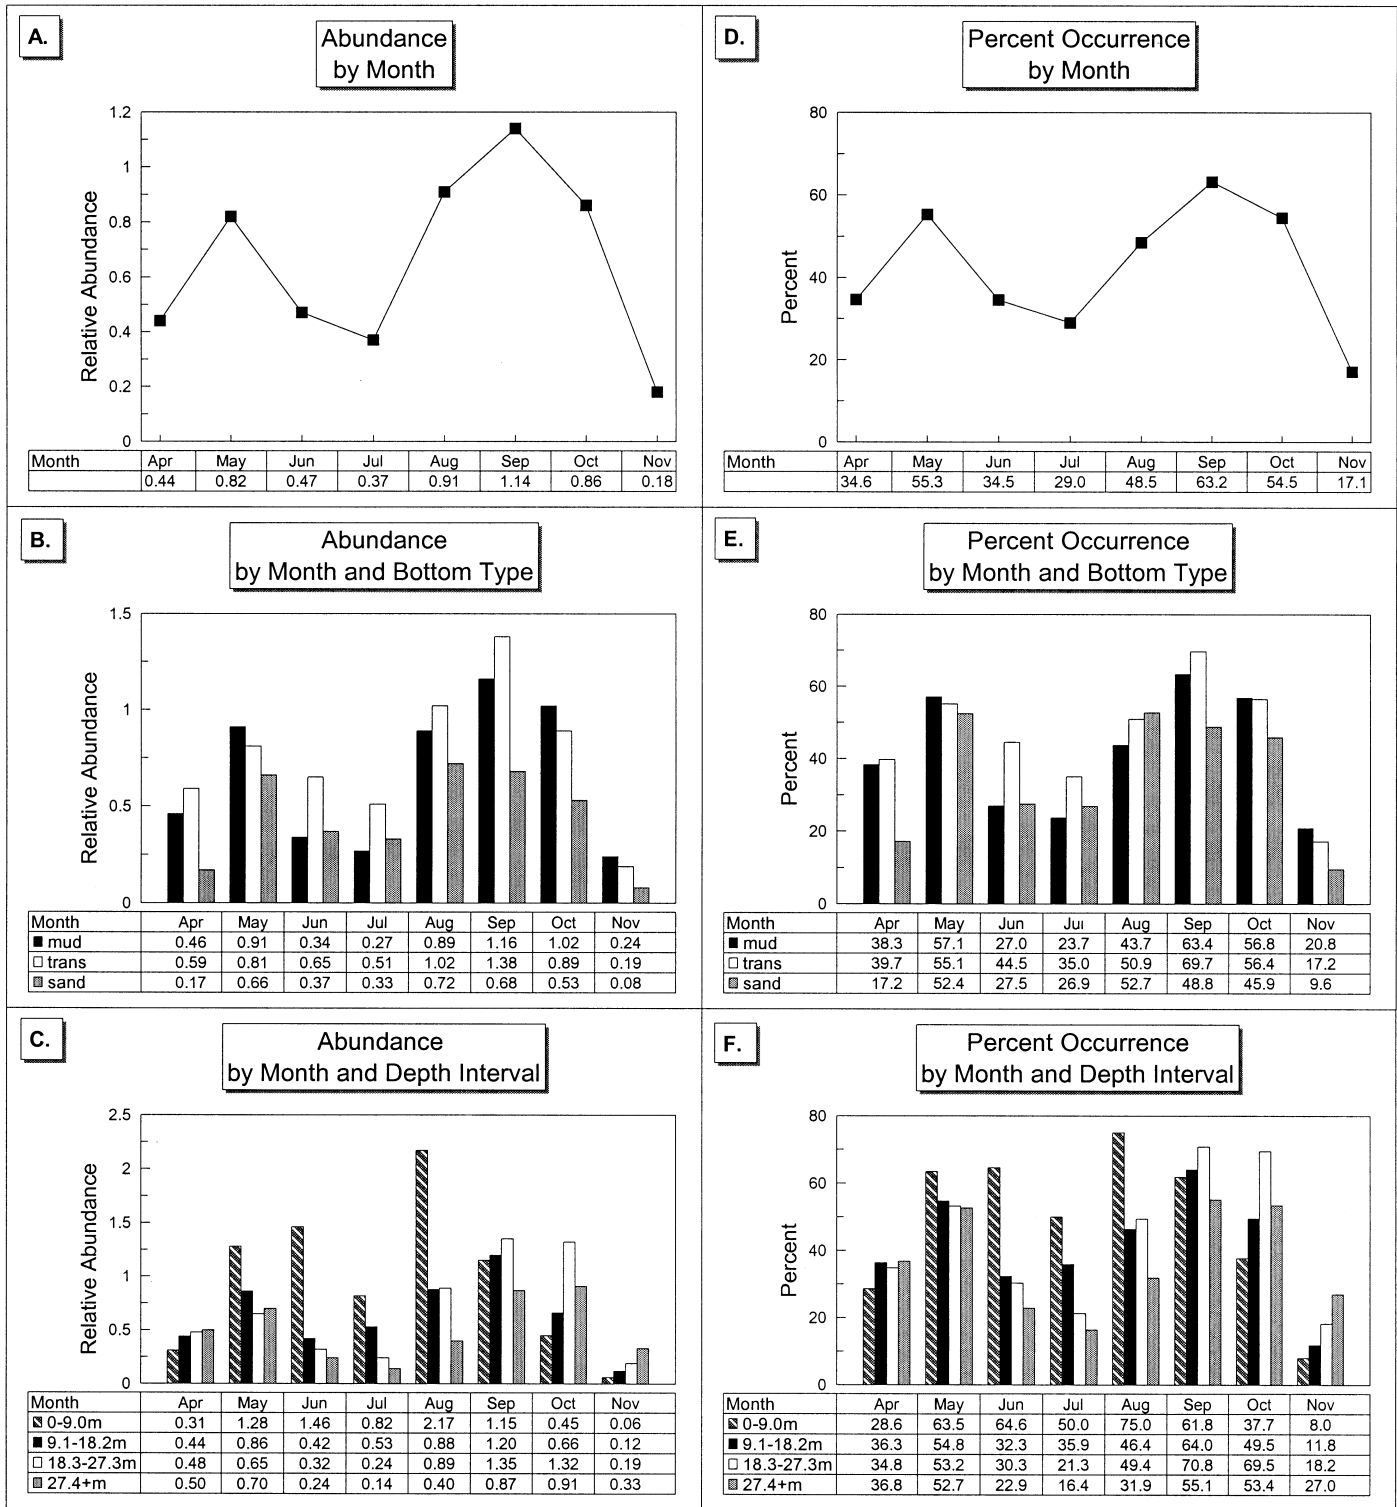 A.
Abundance
by Month
1.2
1
0.8
0.6
0.4
0.2
0
Relative Abundance
Month Apr May Jun Jul Aug Sep Oct Nov
0.44 0.82 0.47 0.37 0.91 1.14 0.86 0.18
D.
Percent Occurrence
by Month
80
60
40
20
0
Percent
Month Apr May Jun Jul Aug Sep Oct Nov
34.6 55.3 34.5 29.0 48.5 63.2 54.5 17.1
B.
Abundance
by Month and Bottom Type
1.5
1
0.5
0
Relative Abundance
Month Apr May Jun Jul Aug Sep Oct Nov
mud 0.46 0.91 0.34 0.27 0.89 1.16 1.02 0.24
trans 0.59 0.81 0.65 0.51 1.02 1.38 0.89 0.19
sand 0.17 0.66 0.37 0.33 0.72 0.68 0.53 0.08
E.
Percent Occurrence
by Month and Bottom Type
80
60
40
20
0
Percent
Month Apr May Jun Jul Aug Sep Oct Nov
mud 38.3 57.1 27.0 23.7 43.7 63.4 56.8 20.8
trans 39.7 55.1 44.5 35.0 50.9 69.7 56.4 17.2
sand 17.2 52.4 27.5 26.9 52.7 48.8 45.9 9.6
C.
Abundance
by Month and Depth Interval
2.5
2
1.5
1
0.5
0
Relative Abundance
Month Apr May Jun Jul Aug Sep Oct Nov
0-9.0m 0.31 1.28 1.46 0.82 2.17 1.15 0.45 0.06
9.1-18.2m 0.44 0.86 0.42 0.53 0.88 1.20 0.66 0.12
18.3-27.3m 0.48 0.65 0.32 0.24 0.89 1.35 1.32 0.19
27.4+m 0.50 0.70 0.24 0.14 0.40 0.87 0.91 0.33
F.
Percent Occurrence
by Month and Depth Interval
80
60
40
20
0
Percent
Month Apr May Jun Jul Aug Sep Oct Nov
0-9.0m 28.6 63.5 64.6 50.0 75.0 61.8 37.7 8.0
9.1-18.2m 36.3 54.8 32.3 35.9 46.4 64.0 49.5 11.8
18.3-27.3m 34.8 53.2 30.3 21.3 49.4 70.8 69.5 18.2
27.4+m 36.8 52.7 22.9 16.4 31.9 55.1 53.4 27.0